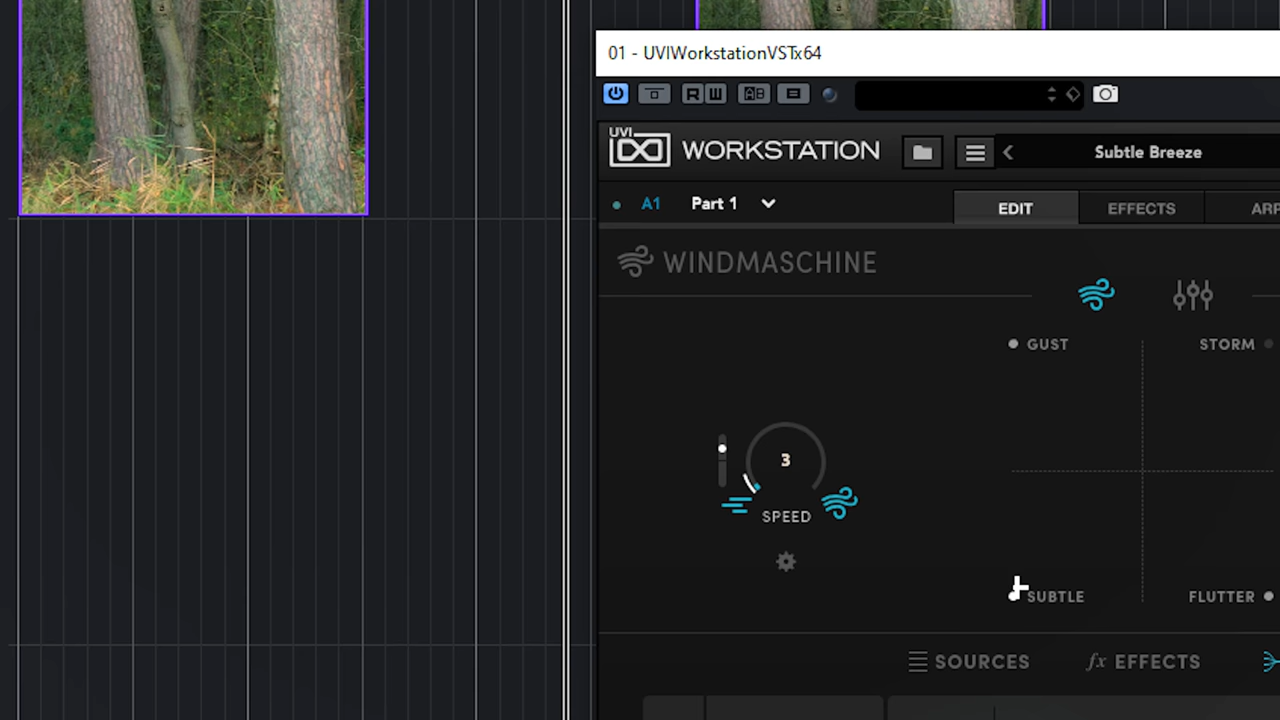 01 - UVIWorkstationVSTx64
R W AB
UVI
WORKSTATION
Subtle Breeze
A1 Part 1
EDIT EFFECTS ARP
WINDMASCHINE
GUST STORM
3
SPEED
SUBTLE FLUTTER
SOURCES fx EFFECTS